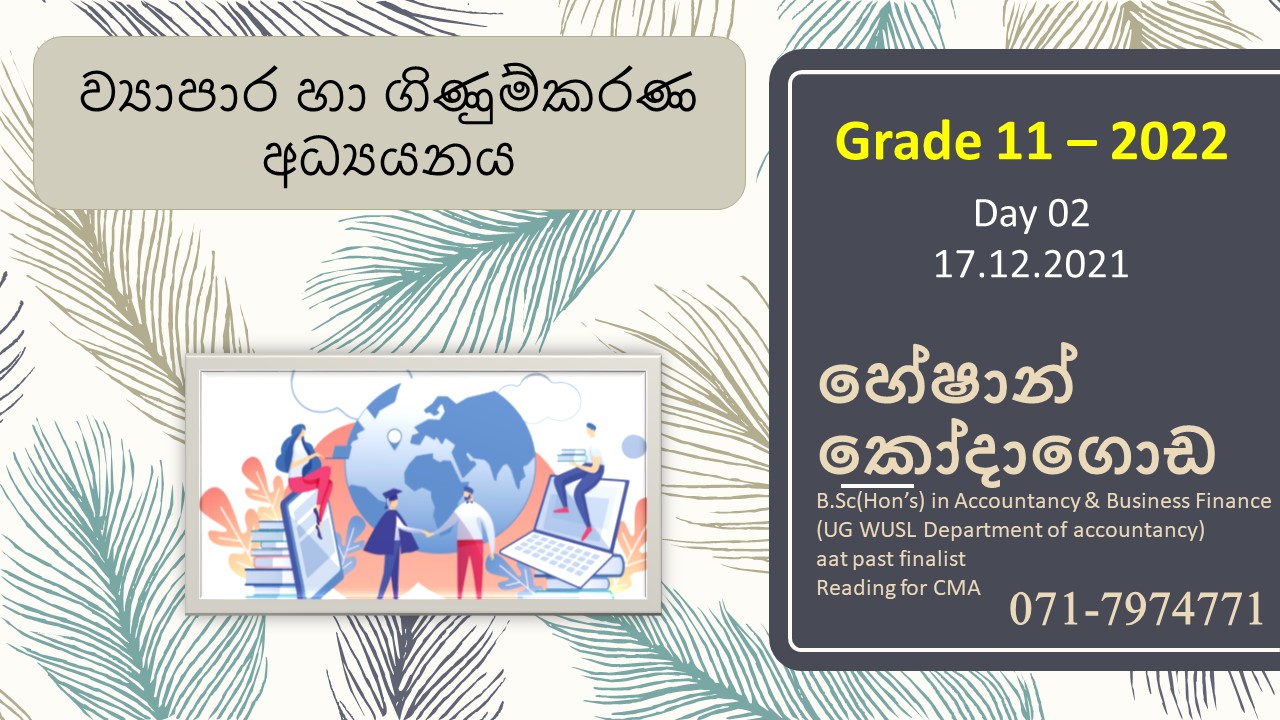 ව්‍යාපාර හා ගිණුම්කරණ
අධ්‍යයනය
Grade 11 – 2022
Day 02
17.12.2021
හේෂාන්
කෝදාගොඩ
B.Sc(Hon’s) in Accountancy & Business Finance
(UG WUSL Department of accountancy)
aat past finalist
Reading for CMA
071-7974771